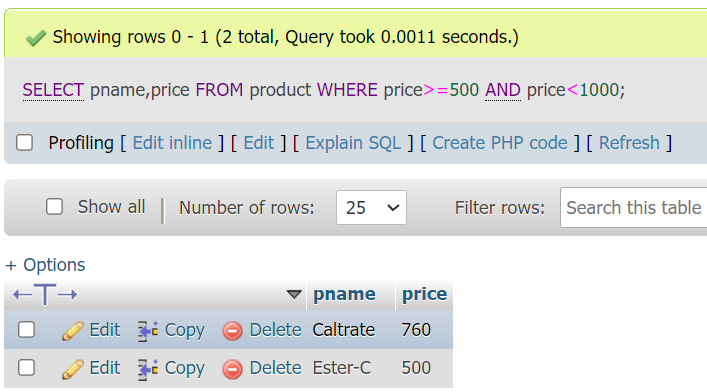 Showing rows 0 - 1 (2 total, Query took 0.0011 seconds.)
SELECT pname,price FROM product WHERE price>=500 AND price<1000;
Profiling [ Edit inline ] [ Edit ] [ Explain SQL ] [ Create PHP code ] [ Refresh ]
Show all | Number of rows: 25 Filter rows: Search this table
+ Options
←T→ pname price
Edit Copy Delete Caltrate 760
Edit Copy Delete Ester-C 500